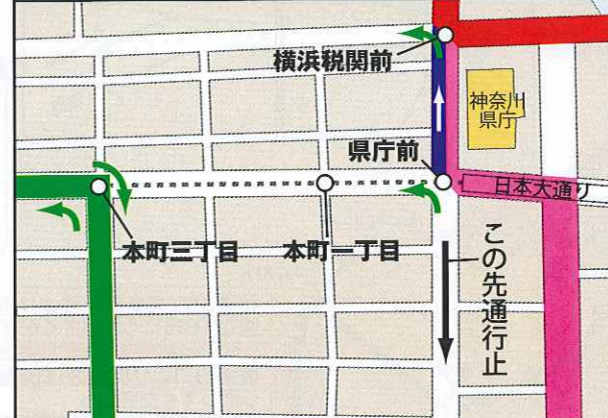 横浜税関前
神奈川
県庁
県庁前
日本大通り
本町三丁目
本町一丁目
この先通行止